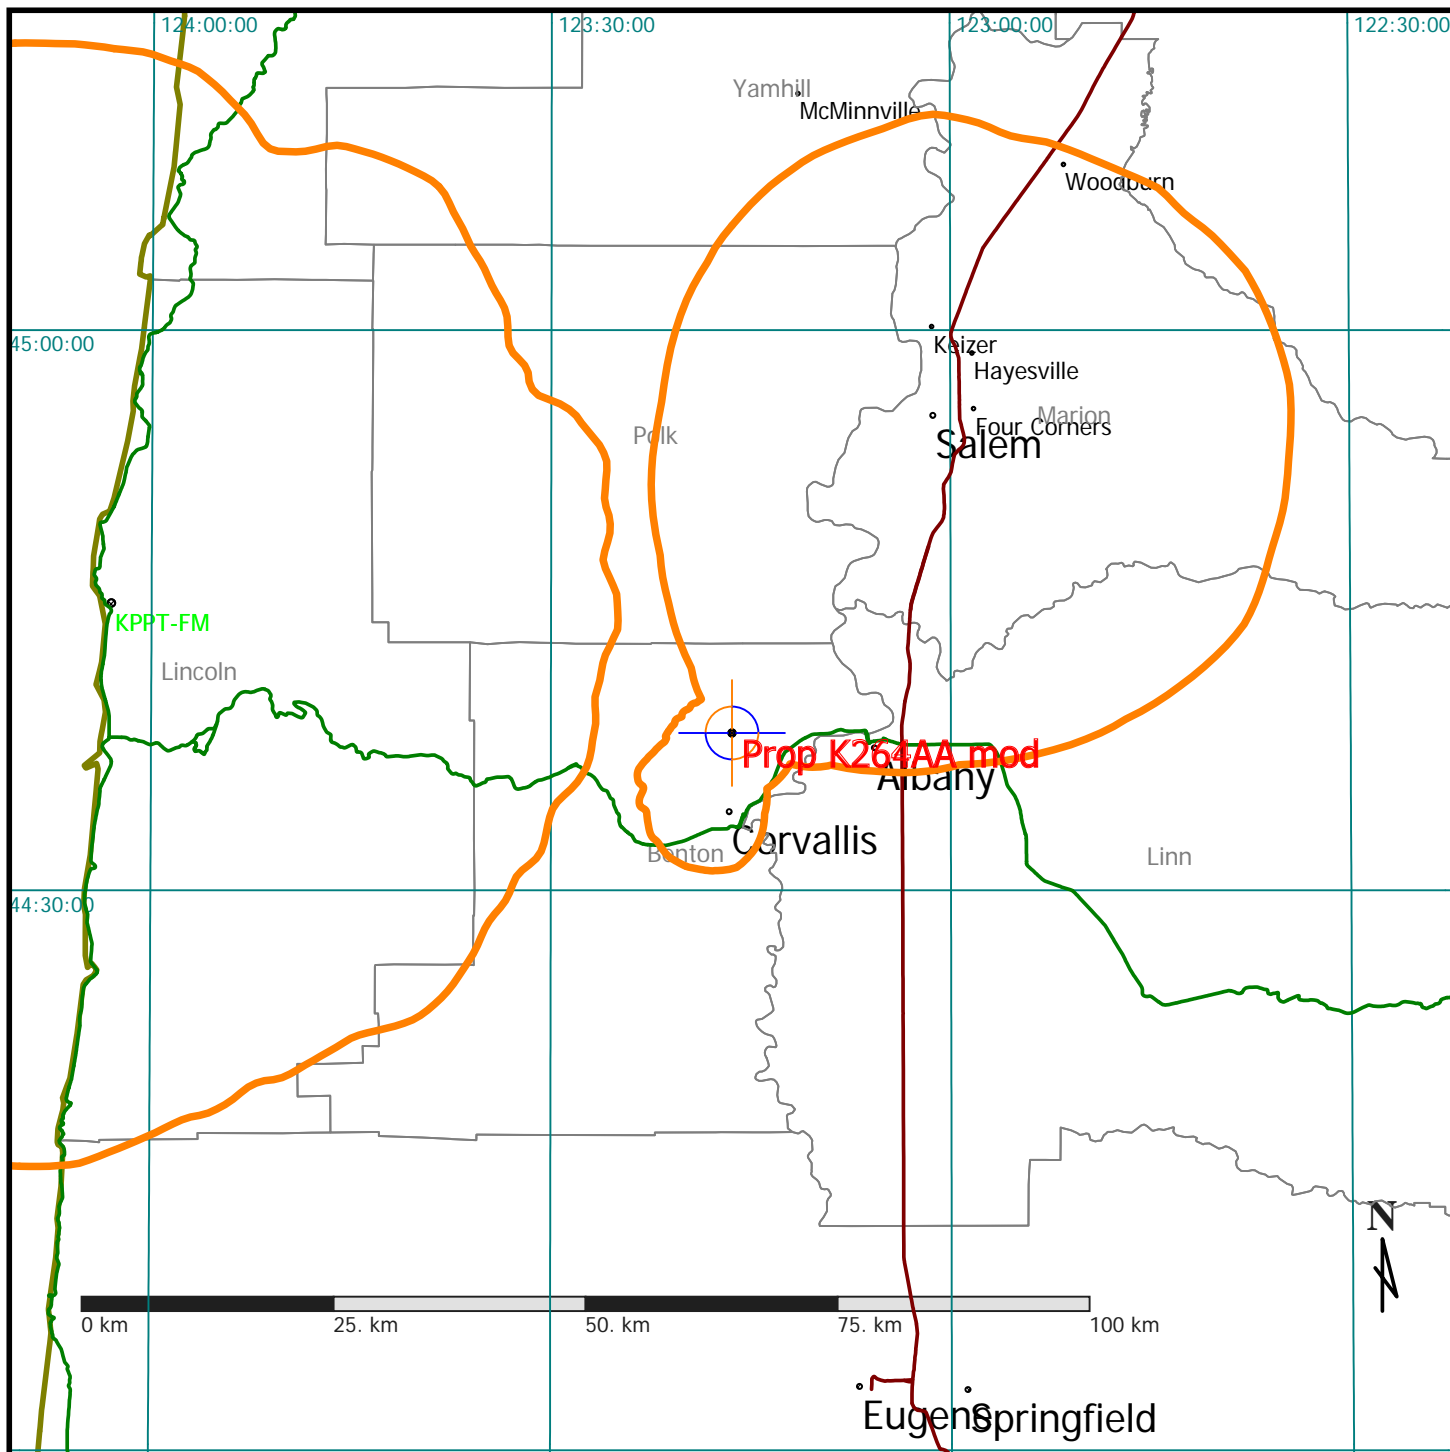 124:00:00
123:30:00
123:00:00
122:30:00
Yamhill
McMinnville
Woodburn
45:00:00
Keizer
Hayesville
Marion
Four Corners
Polk
Salem
KPPT-FM
Lincoln
Prop K264AA mod
Albany
Corvallis
Benton
Linn
44:30:00
N
0 km
25. km
50. km
75. km
100 km
Eugene
Springfield